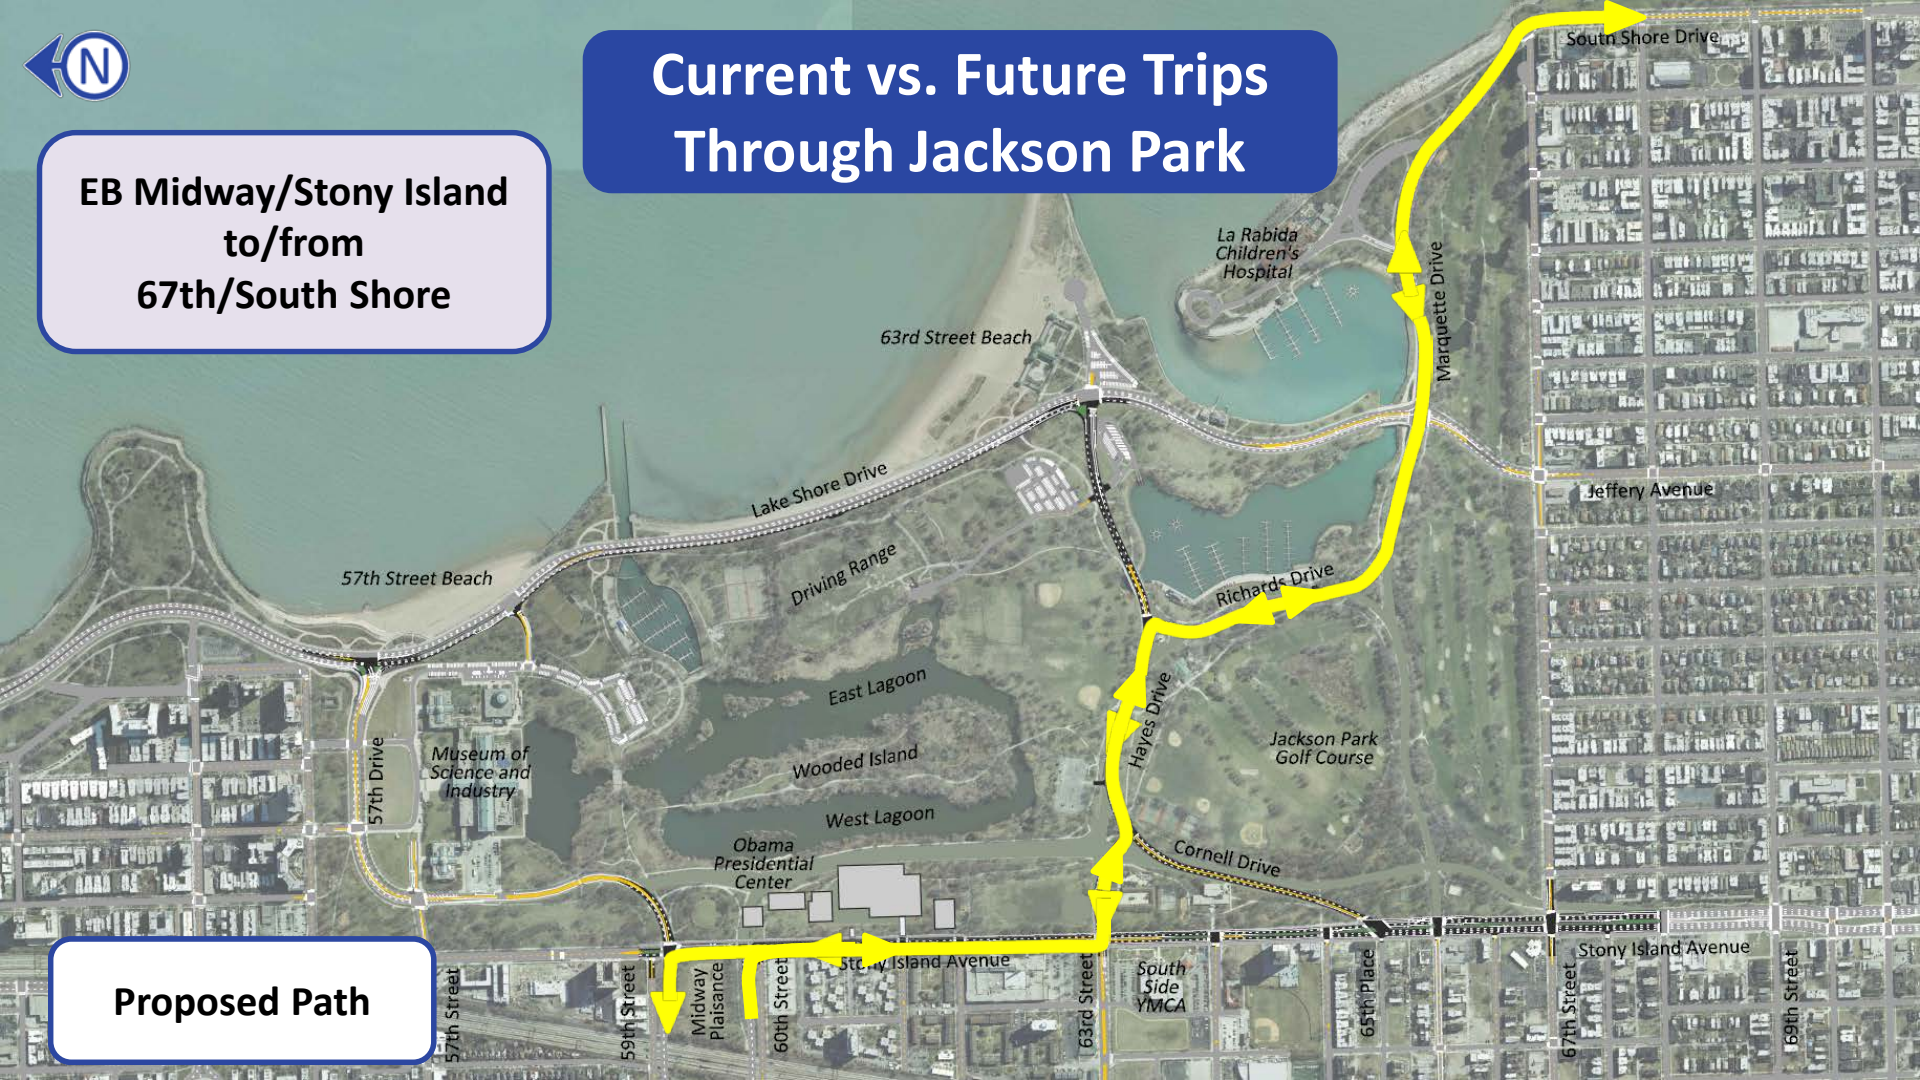 N
Current vs. Future Trips
Through Jackson Park
EB Midway/Stony Island
to/from
67th/South Shore
South Shore Drive
La Rabida
Children's
Hospital
Marquette Drive
63rd Street Beach
Lake Shore Drive
Jeffery Avenue
57th Street Beach
Driving Range
Richards Drive
East Lagoon
Hayes Drive
57th Drive
Museum of
Science and
Industry
Wooded Island
Jackson Park
Golf Course
West Lagoon
Obama
Presidential
Center
Cornell Drive
Stony Island Avenue
Stony Island Avenue
South
Side
YMCA
Proposed Path
57th Street
59th Street
Midway
Plaisance
60th Street
63rd Street
65th Place
67th Street
69th Street